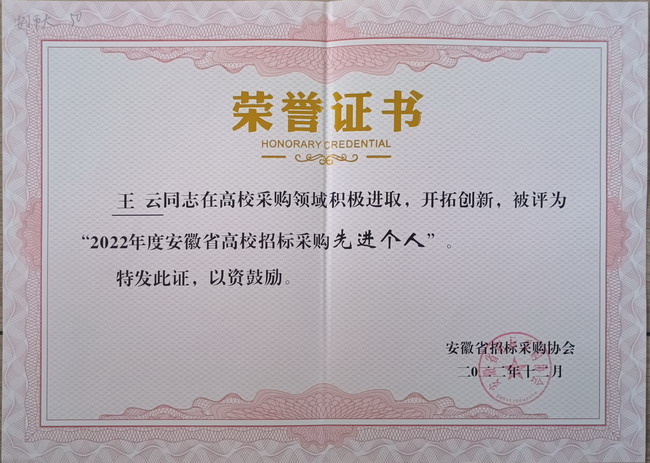 荣誉证书
HONORARY CREDENTIAL
王 云同志在高校采购领域积极进取，开拓创新，被评为
“2022年度安徽省高校招标采购先进个人”。
特发此证，以资鼓励。
安徽省招标采购协会
二〇二二年十二月